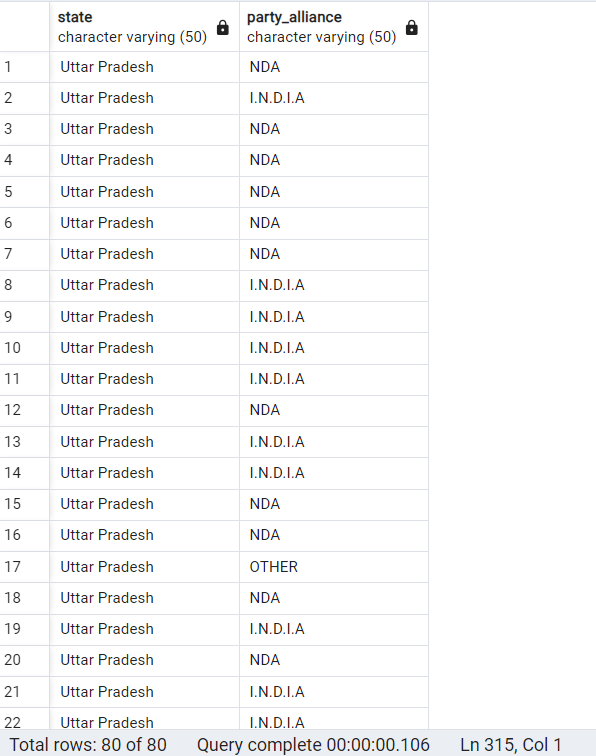 state party_alliance
character varying (50) character varying (50)
1 Uttar Pradesh NDA
2 Uttar Pradesh I.N.D.I.A
3 Uttar Pradesh NDA
4 Uttar Pradesh NDA
5 Uttar Pradesh NDA
6 Uttar Pradesh NDA
7 Uttar Pradesh NDA
8 Uttar Pradesh I.N.D.I.A
9 Uttar Pradesh I.N.D.I.A
10 Uttar Pradesh I.N.D.I.A
11 Uttar Pradesh I.N.D.I.A
12 Uttar Pradesh NDA
13 Uttar Pradesh I.N.D.I.A
14 Uttar Pradesh I.N.D.I.A
15 Uttar Pradesh NDA
16 Uttar Pradesh NDA
17 Uttar Pradesh OTHER
18 Uttar Pradesh NDA
19 Uttar Pradesh I.N.D.I.A
20 Uttar Pradesh NDA
21 Uttar Pradesh I.N.D.I.A
22 Uttar Pradesh I.N.D.I.A
Total rows: 80 of 80 Query complete 00:00:00.106 Ln 315, Col 1